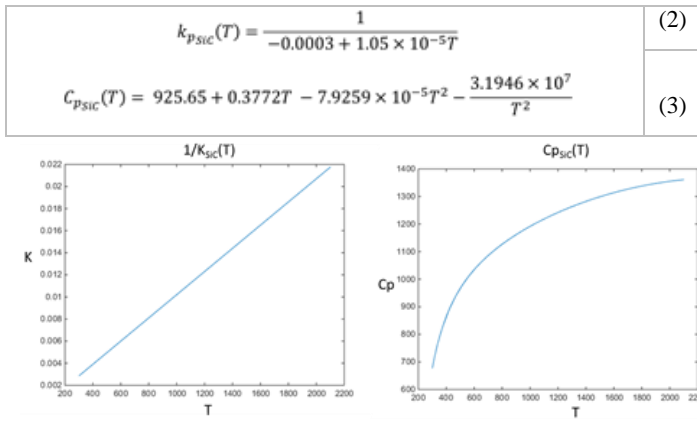 k_{p_{SiC}}(T) = \frac{1}{-0.0003 + 1.05 × 10^{-5}T}
(2)
C_{p_{SiC}}(T) = 925.65 + 0.3772T − 7.9259 × 10^{-5}T^2 − \frac{3.1946 × 10^7}{T^2}
(3)
1/K_{SiC}(T)
0.022
0.02
0.018
0.016
0.014
0.012
0.01
0.008
0.006
0.004
0.002
K
200 400 600 800 1000 1200 1400 1600 1800 2000 2200
T
Cp_{SiC}(T)
1400
1300
1200
1100
1000
900
800
700
600
Cp
200 400 600 800 1000 1200 1400 1600 1800 2000
T